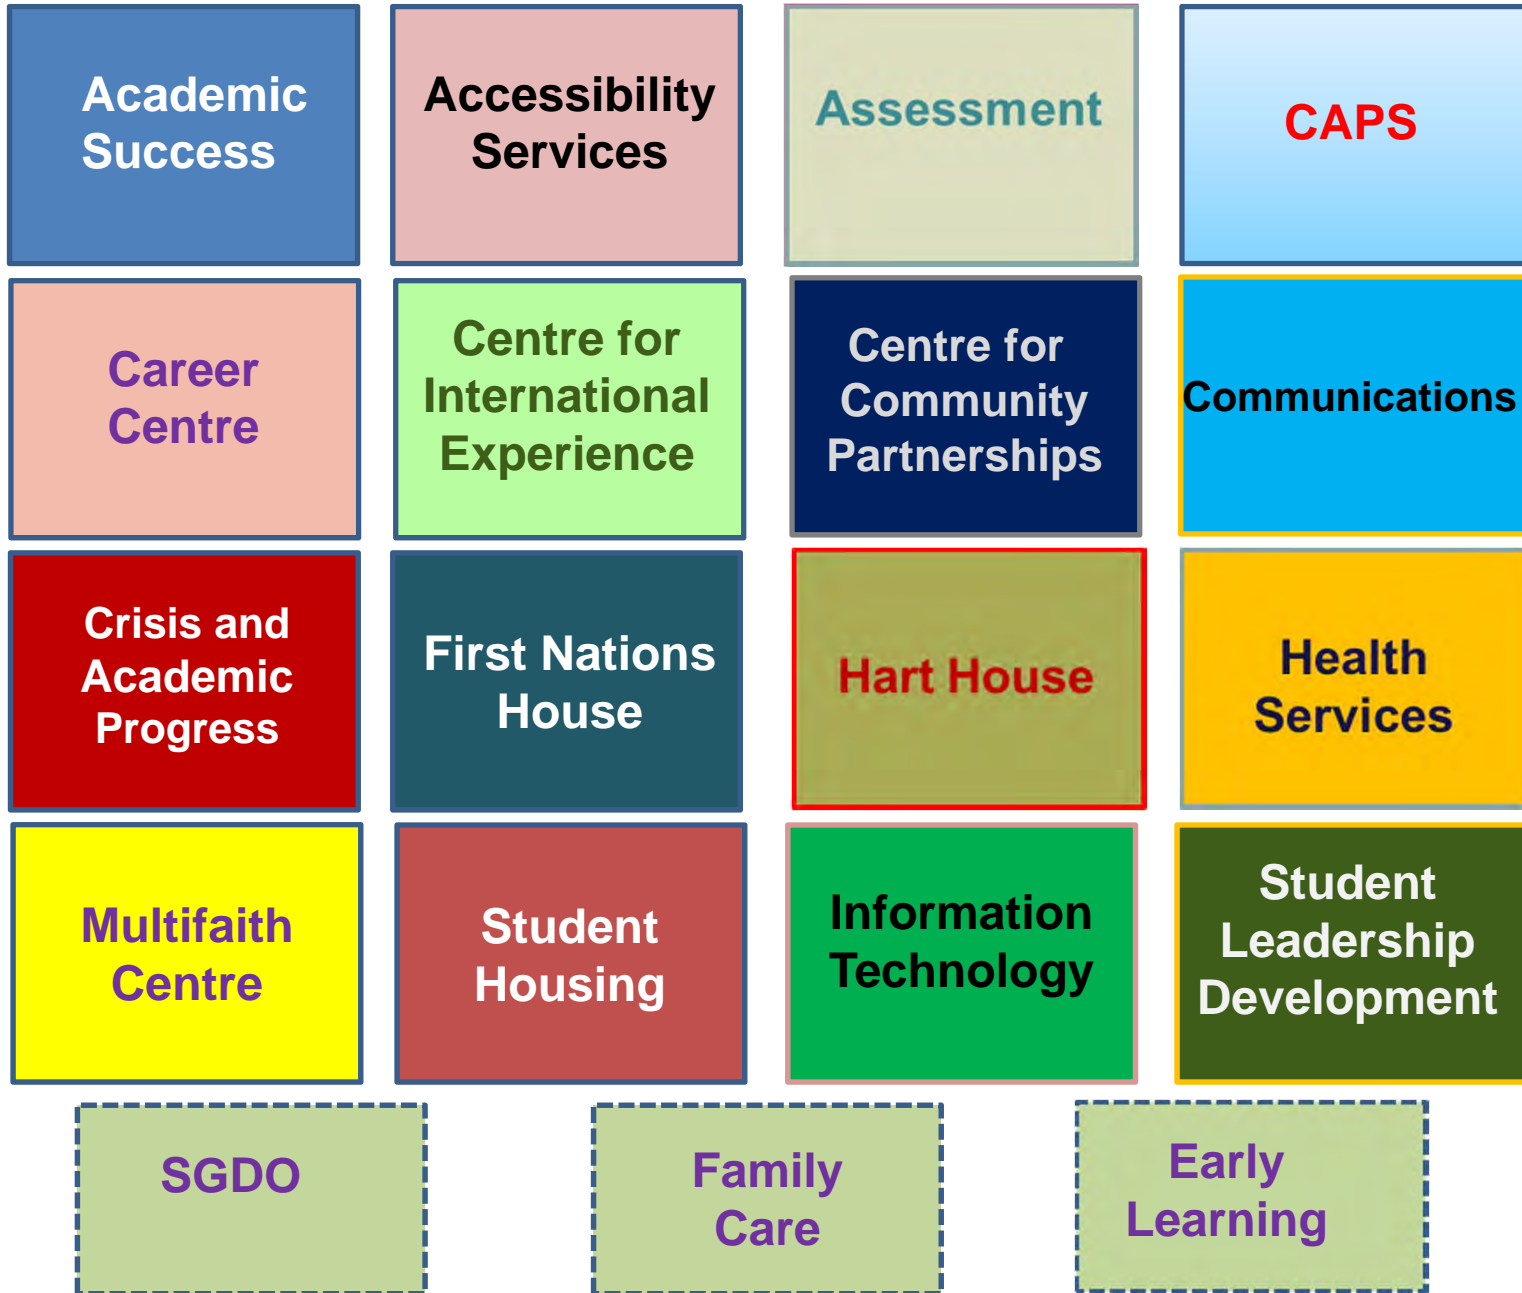 Academic
Success
Accessibility
Services
Assessment
CAPS
Career
Centre
Centre for
International
Experience
Centre for
Community
Partnerships
Communications
Crisis and
Academic
Progress
First Nations
House
Hart House
Health
Services
Multifaith
Centre
Student
Housing
Information
Technology
Student
Leadership
Development
SGDO
Family
Care
Early
Learning